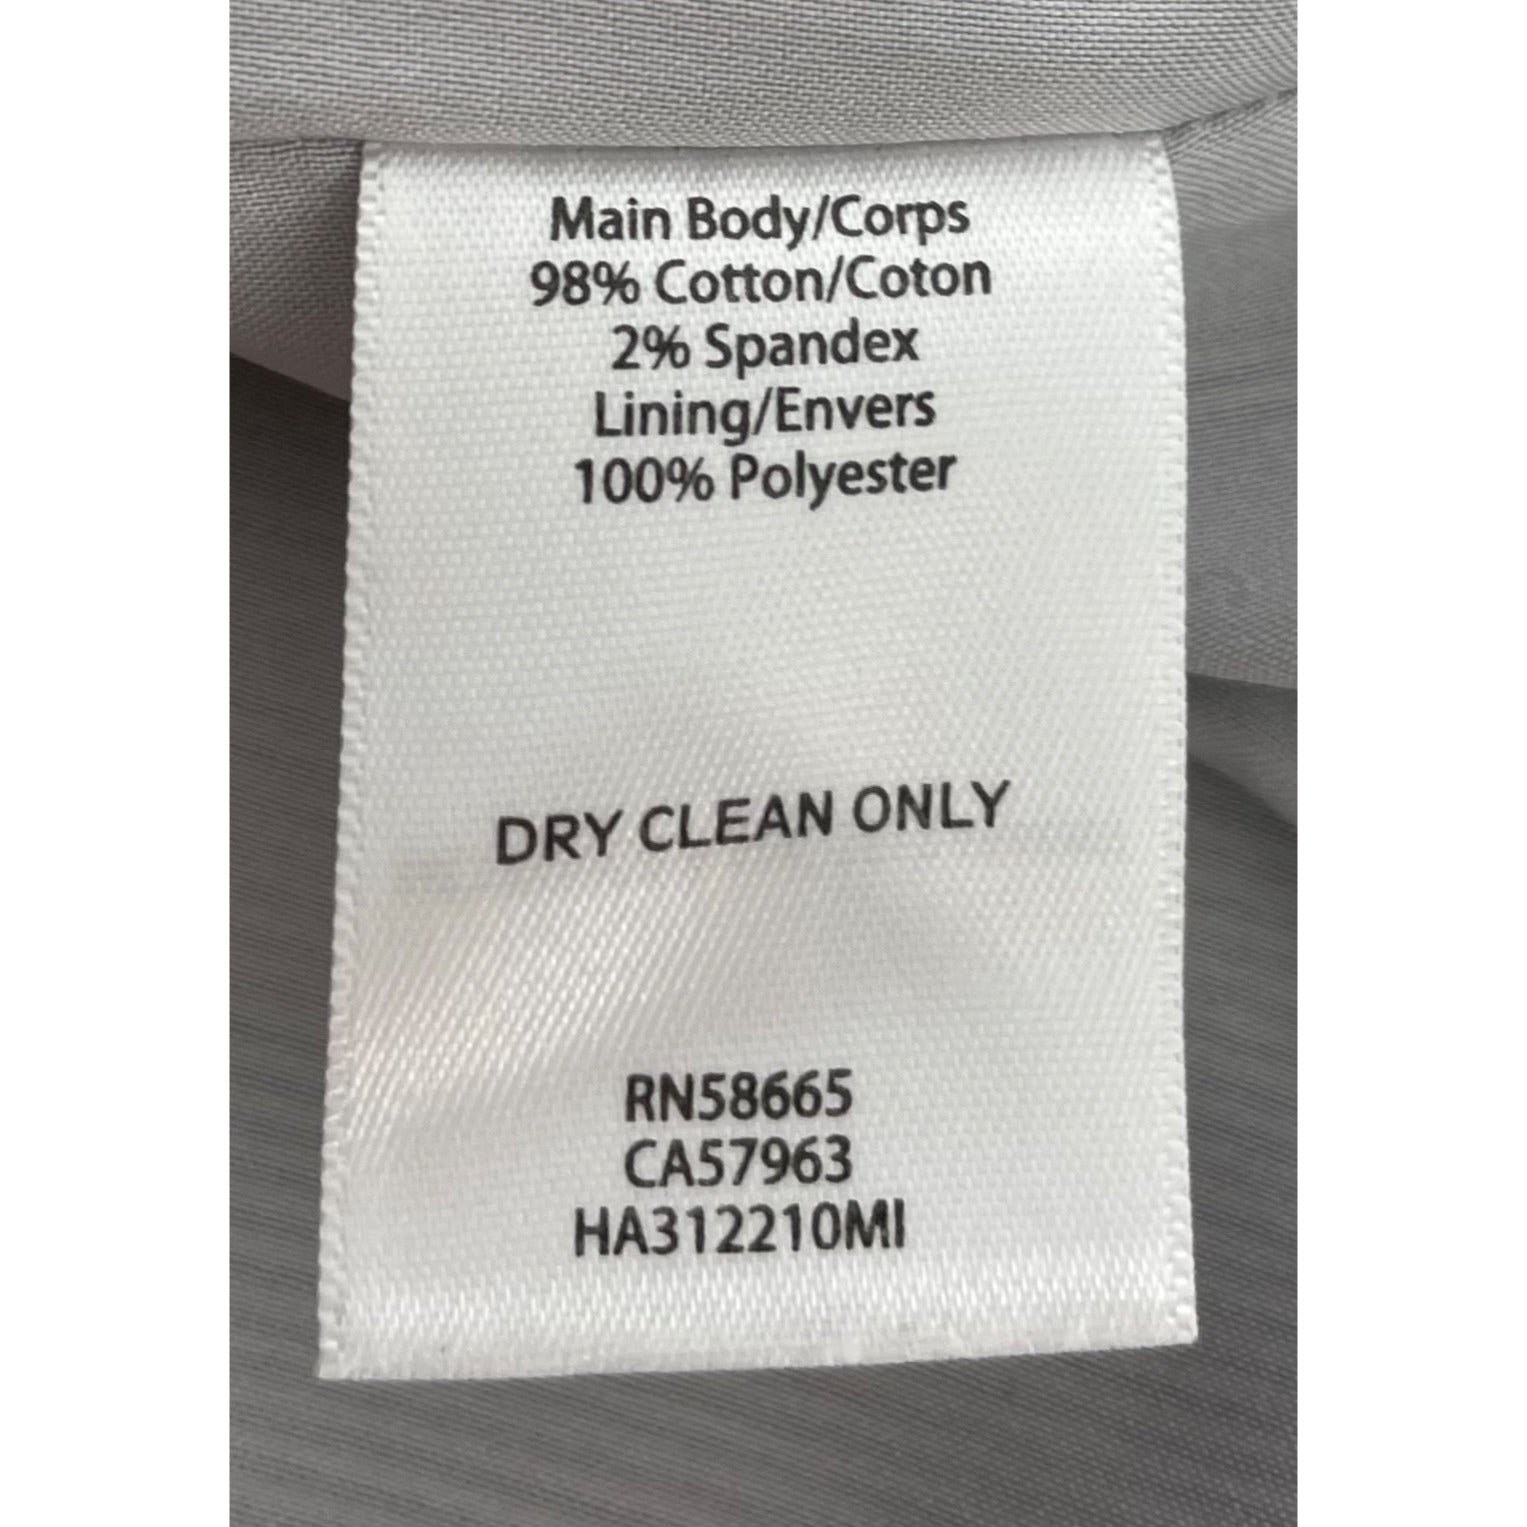 Main Body/Corps
98% Cotton/Coton
2% Spandex
Lining/Envers
100% Polyester
DRY CLEAN ONLY
RN58665
CA57963
HA312210MI